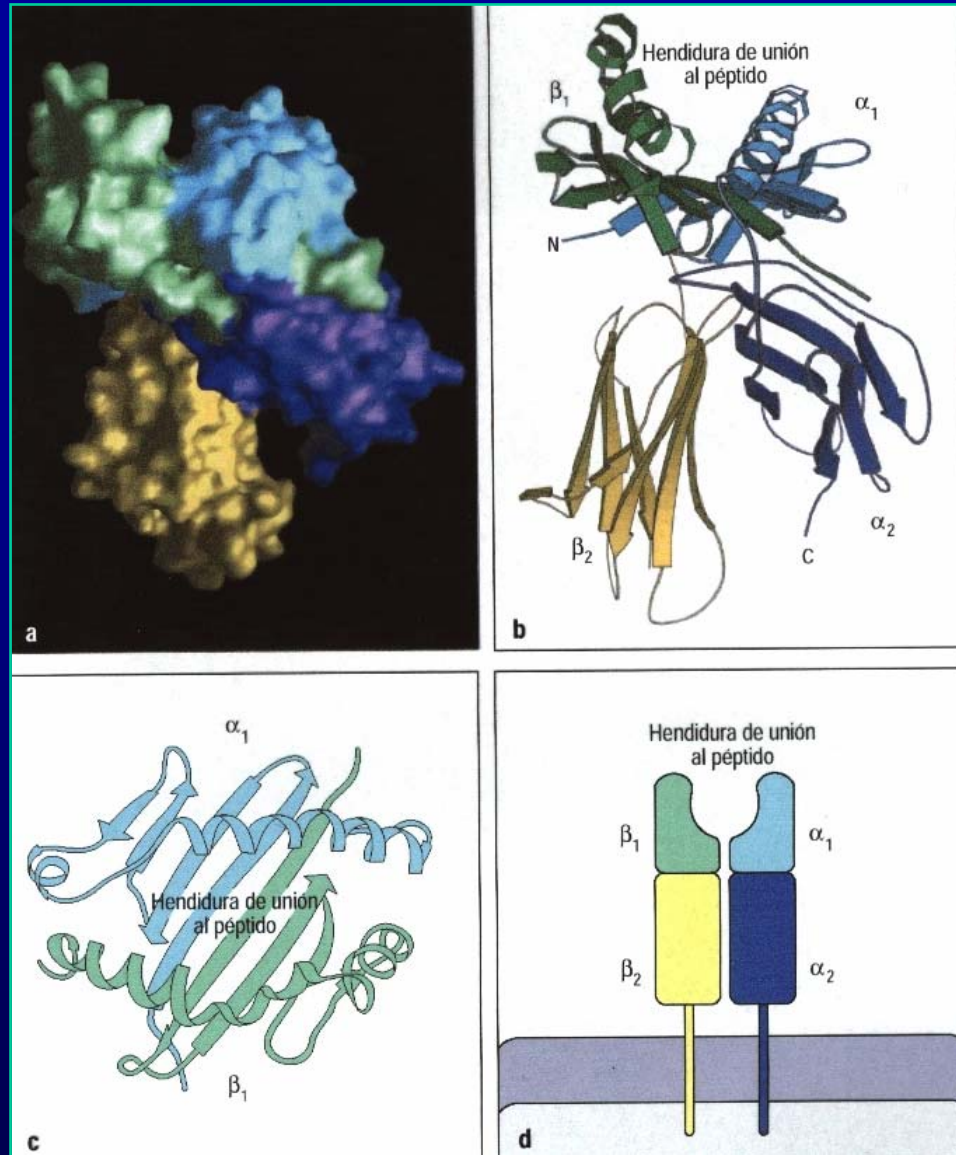 Hendidura de unión
al péptido
β1
α1
N
β2
α2
C
a
b
α1
Hendidura de unión
al péptido
β1
c
Hendidura de unión
al péptido
β1
α1
β2
α2
d